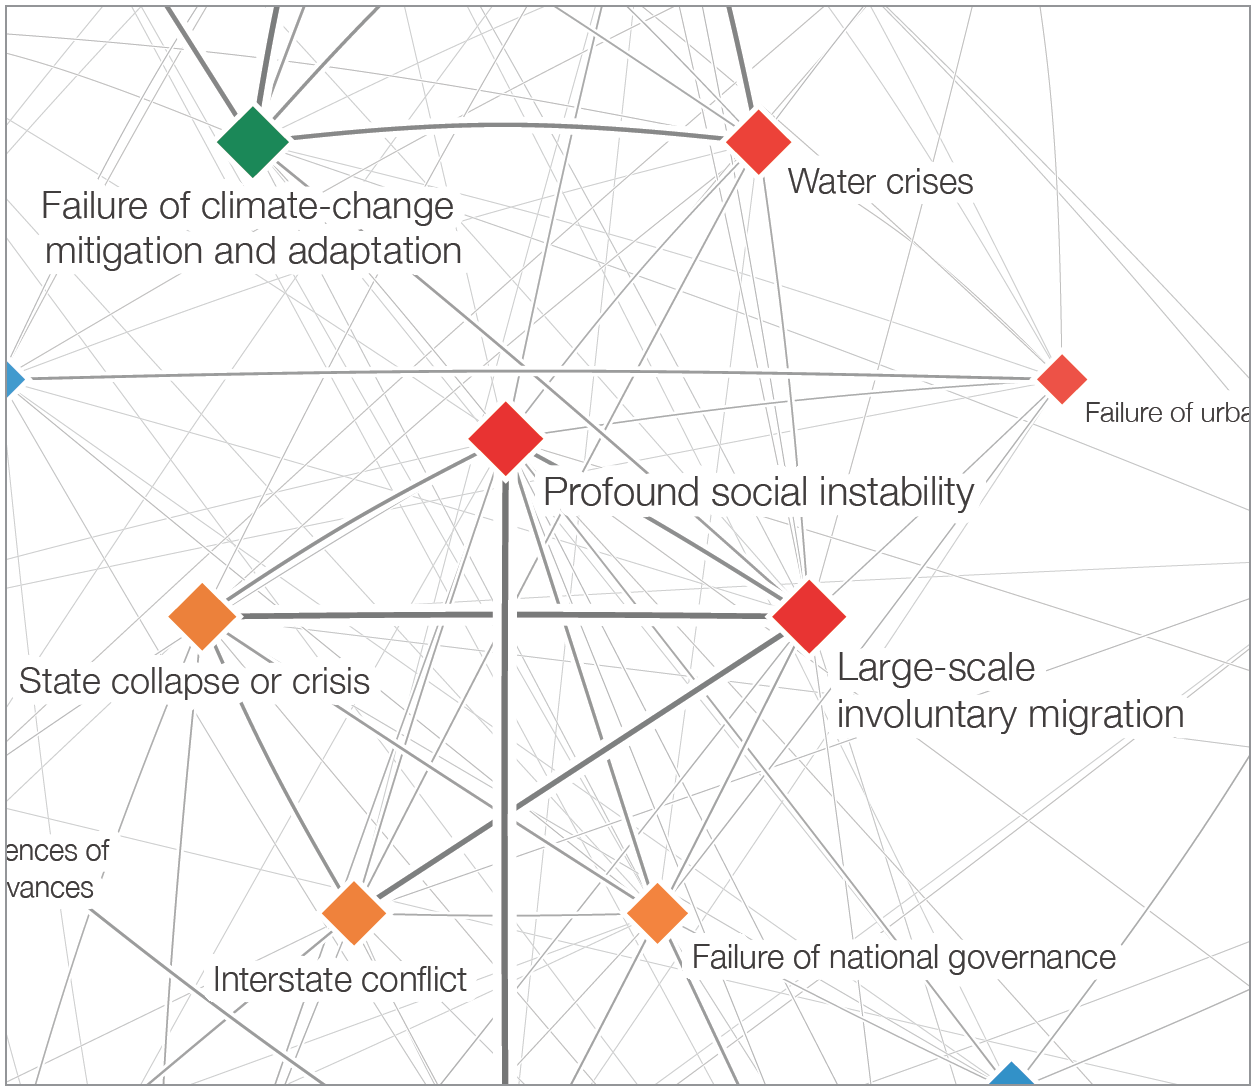 Water crises
Failure of climate-change
mitigation and adaptation
Failure of urba
Profound social instability
State collapse or crisis
Large-scale
involuntary migration
ences of
vances
Failure of national governance
Interstate conflict